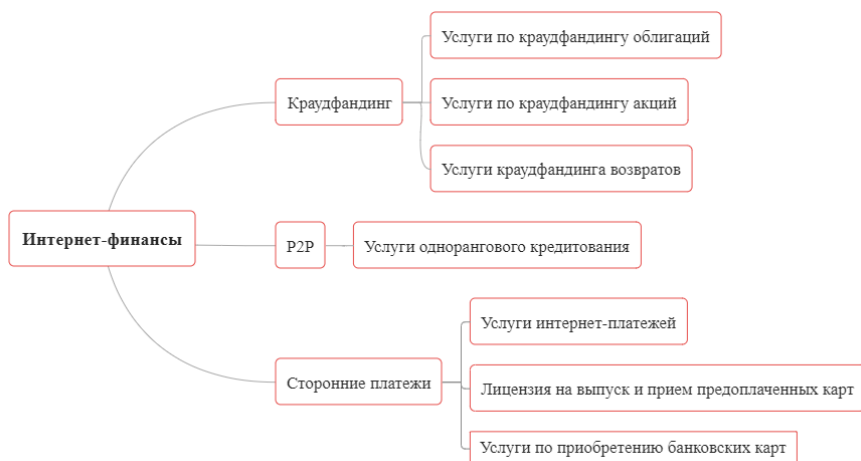 Интернет-финансы
Краудфандинг
Услуги по краудфандингу облигаций
Услуги по краудфандингу акций
Услуги краудфандинга возвратов
P2P
Услуги однорангового кредитования
Сторонние платежи
Услуги интернет-платежей
Лицензия на выпуск и прием предоплаченных карт
Услуги по приобретению банковских карт